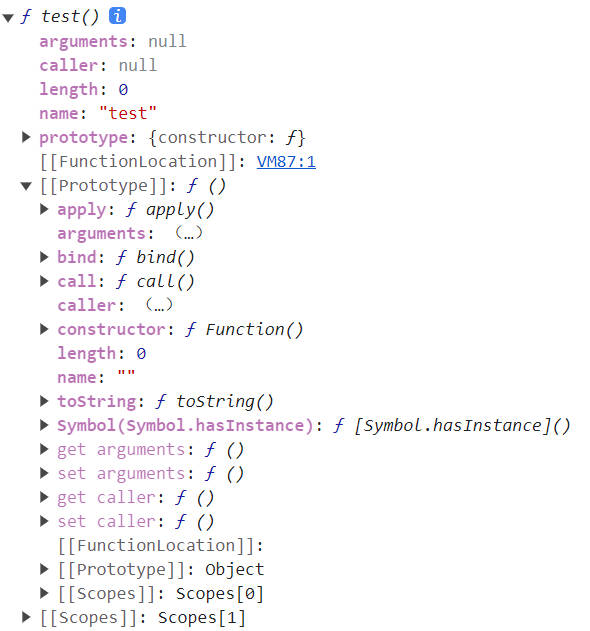 f test() i
arguments: null
caller: null
length: 0
name: "test"
prototype: {constructor: f}
[[FunctionLocation]]: VM87:1
[[Prototype]]: f ()
apply: f apply()
arguments: (…)
bind: f bind()
call: f call()
caller: (…)
constructor: f Function()
length: 0
name: ""
toString: f toString()
Symbol(Symbol.hasInstance): f [Symbol.hasInstance]()
get arguments: f ()
set arguments: f ()
get caller: f ()
set caller: f ()
[[FunctionLocation]]:
[[Prototype]]: Object
[[Scopes]]: Scopes[0]
[[Scopes]]: Scopes[1]